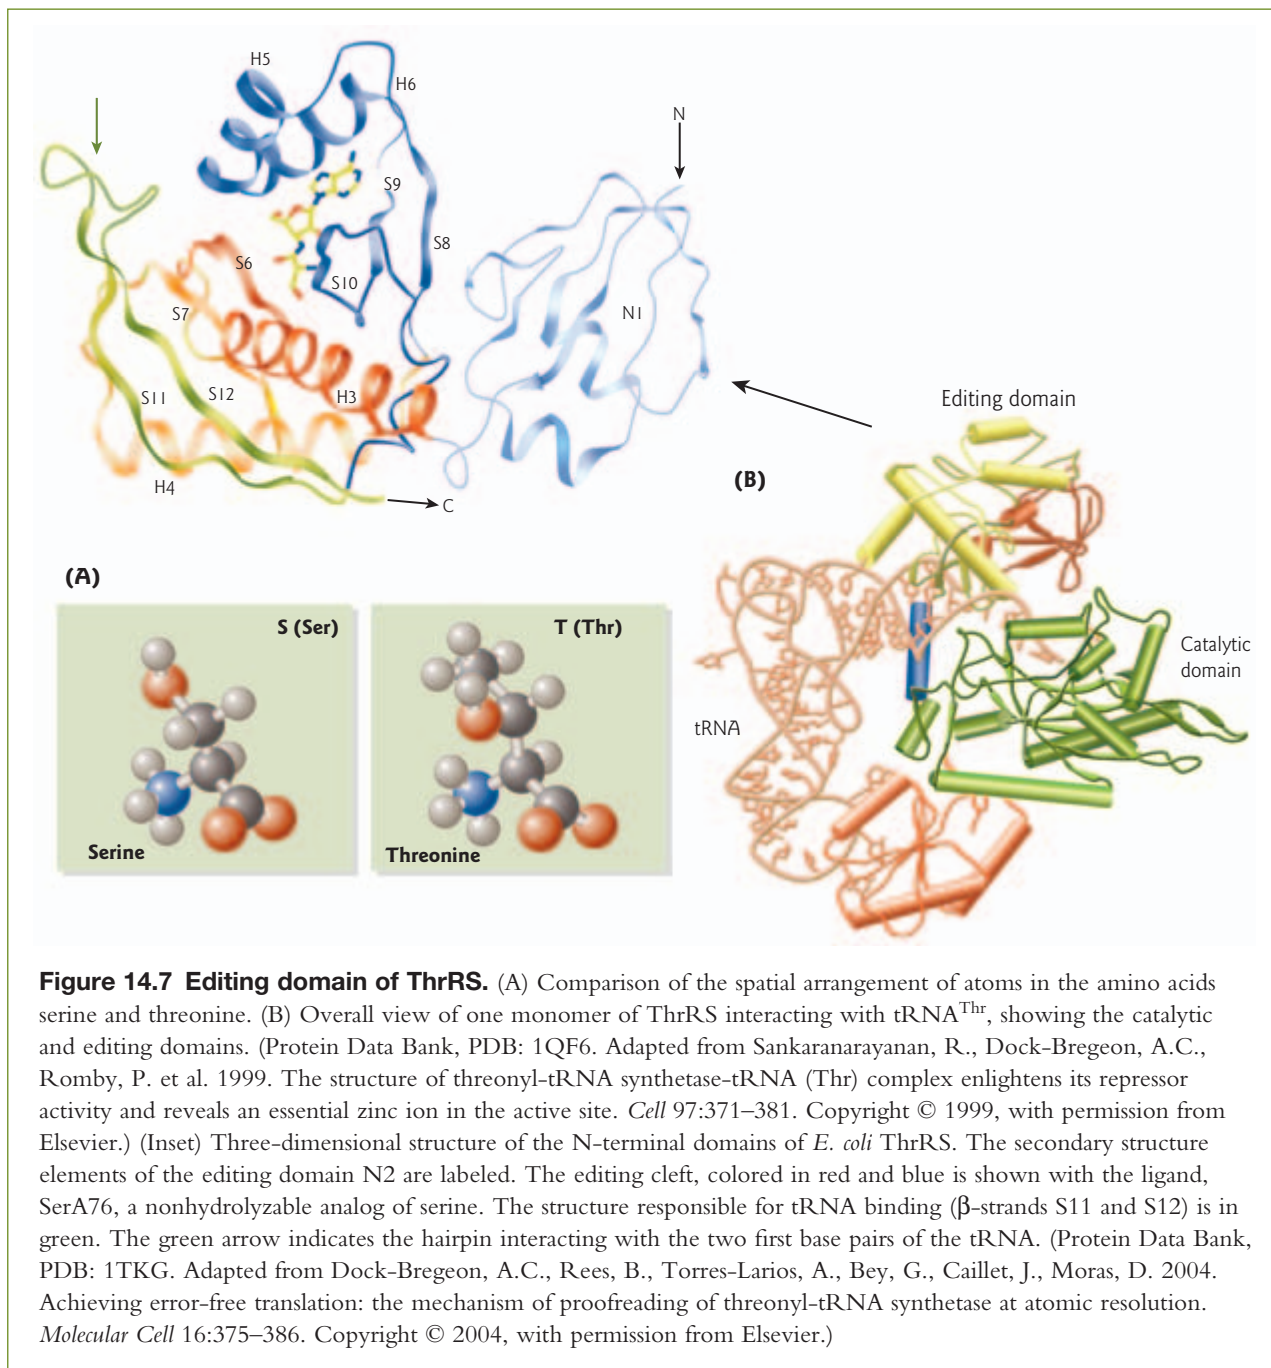 H5
H6
N
S9
S8
S6
S10
S7
N1
S11
S12
H3
H4
C
Editing domain
(B)
(A)
S (Ser)
T (Thr)
Catalytic
domain
tRNA
Serine
Threonine
Figure 14.7 Editing domain of ThrRS. (A) Comparison of the spatial arrangement of atoms in the amino acids
serine and threonine. (B) Overall view of one monomer of ThrRS interacting with tRNAThr, showing the catalytic
and editing domains. (Protein Data Bank, PDB: 1QF6. Adapted from Sankaranarayanan, R., Dock-Bregeon, A.C.,
Romby, P. et al. 1999. The structure of threonyl-tRNA synthetase-tRNA (Thr) complex enlightens its repressor
activity and reveals an essential zinc ion in the active site. Cell 97:371–381. Copyright © 1999, with permission from
Elsevier.) (Inset) Three-dimensional structure of the N-terminal domains of E. coli ThrRS. The secondary structure
elements of the editing domain N2 are labeled. The editing cleft, colored in red and blue is shown with the ligand,
SerA76, a nonhydrolyzable analog of serine. The structure responsible for tRNA binding (β-strands S11 and S12) is in
green. The green arrow indicates the hairpin interacting with the two first base pairs of the tRNA. (Protein Data Bank,
PDB: 1TKG. Adapted from Dock-Bregeon, A.C., Rees, B., Torres-Larios, A., Bey, G., Caillet, J., Moras, D. 2004.
Achieving error-free translation: the mechanism of proofreading of threonyl-tRNA synthetase at atomic resolution.
Molecular Cell 16:375–386. Copyright © 2004, with permission from Elsevier.)